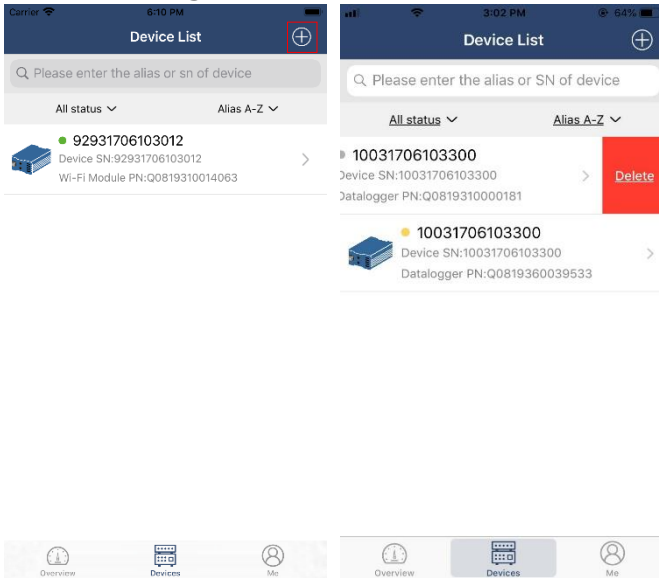 Carrier 6:10 PM
Device List
Please enter the alias or sn of device
All status Alias A-Z
92931706103012
Device SN:92931706103012
Wi-Fi Module PN:Q0819310014063
Overview Devices Me
3:02 PM 64%
Device List
Please enter the alias or SN of device
All status Alias A-Z
10031706103300
Device SN:10031706103300
Datalogger PN:Q0819310000181
Delete
10031706103300
Device SN:10031706103300
Datalogger PN:Q0819360039533
Overview Devices Me